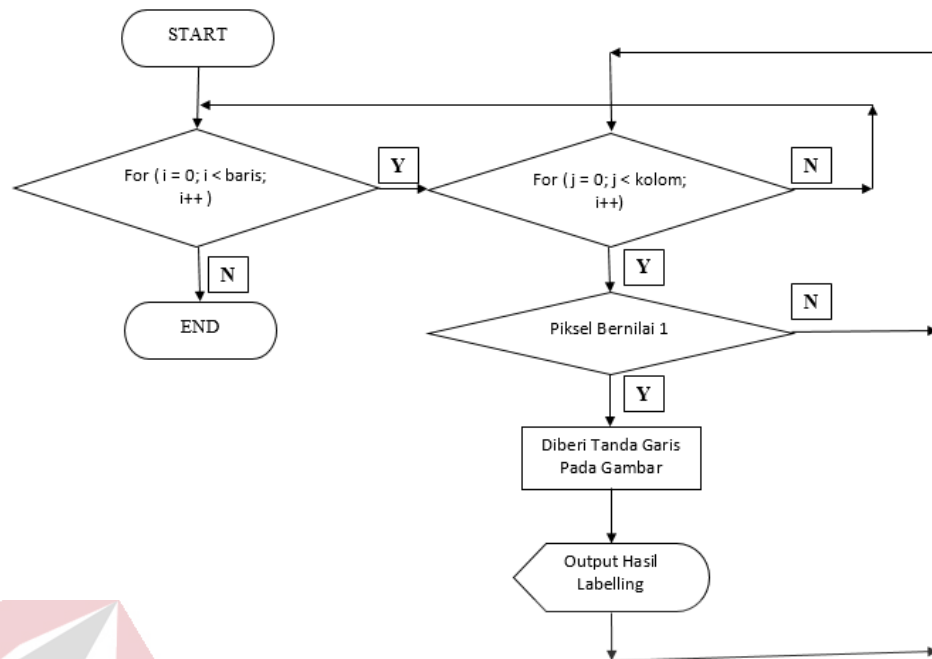 START
For ( i = 0; i < baris;
i++ )
Y
For ( j = 0; j < kolom;
i++)
N
N
Y
END
Piksel Bernilai 1
N
Y
Diberi Tanda Garis
Pada Gambar
Output Hasil
Labelling